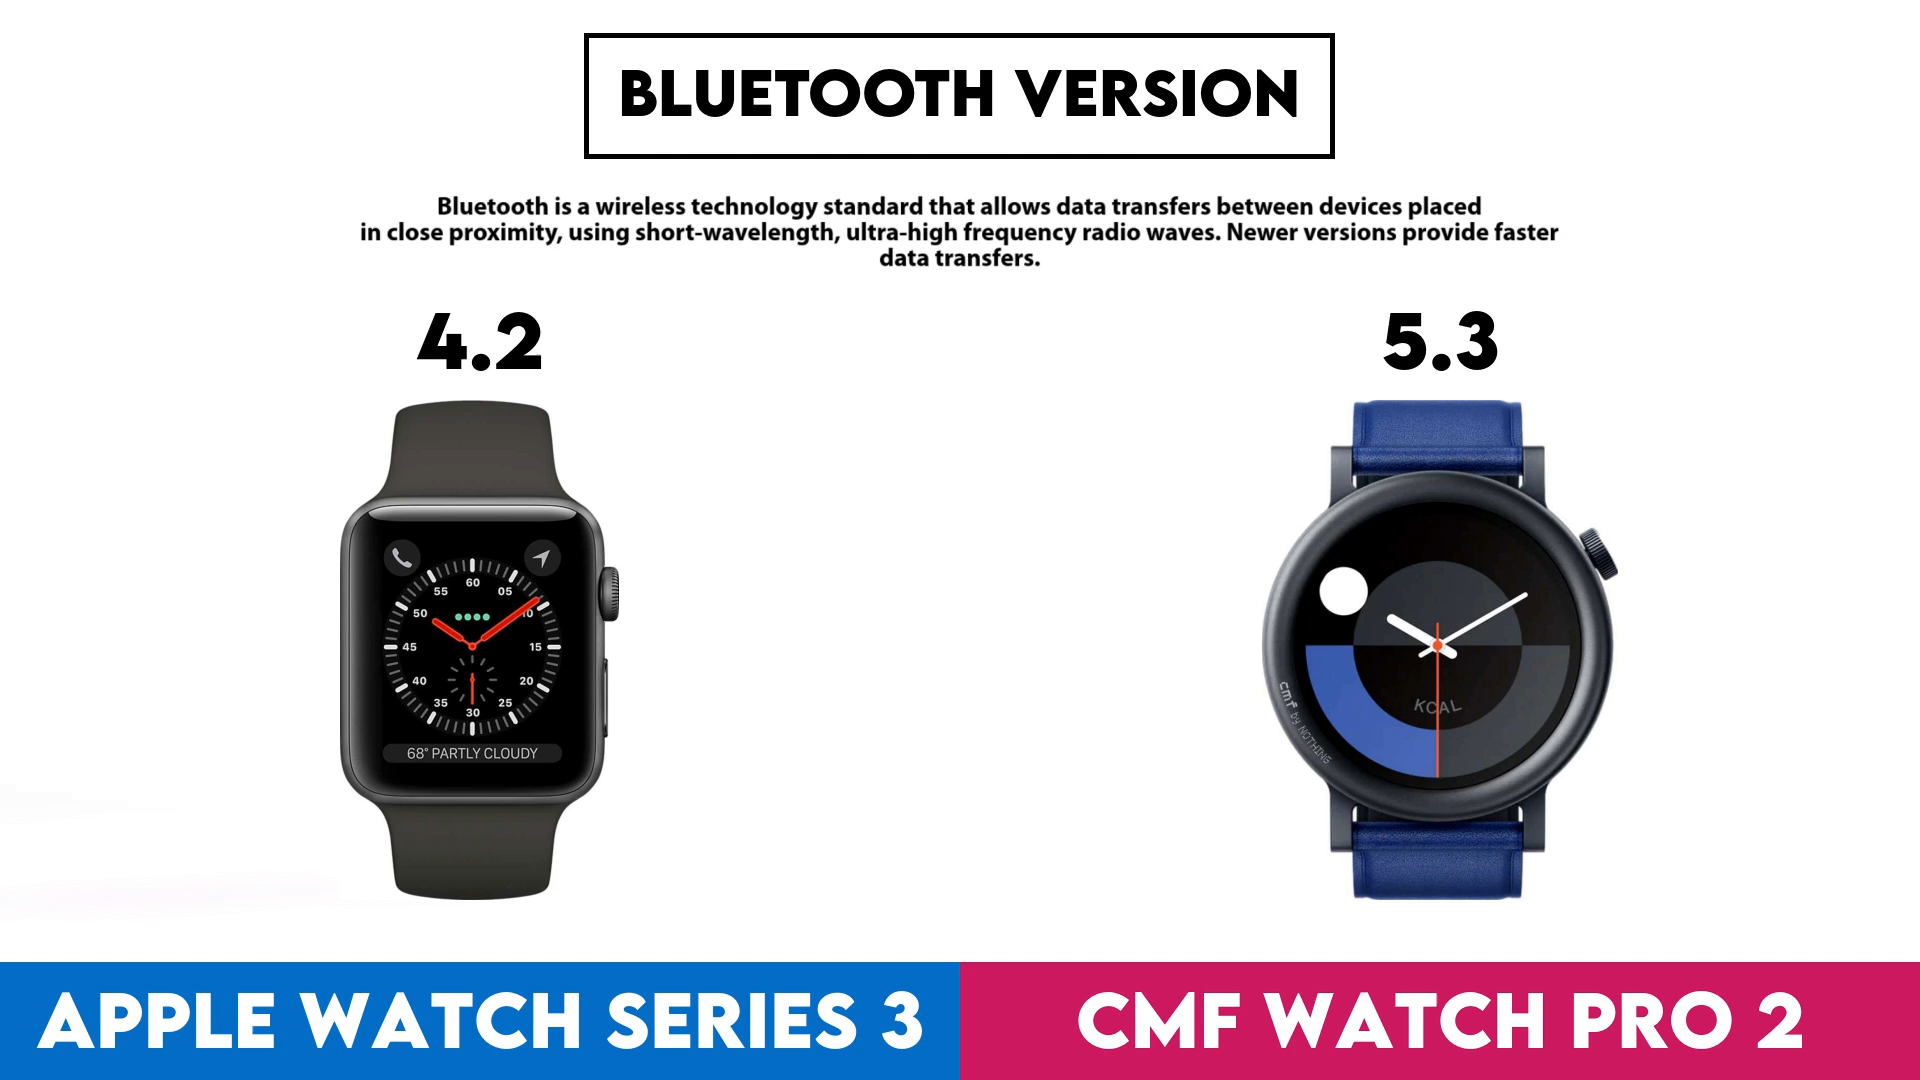 BLUETOOTH VERSION
Bluetooth is a wireless technology standard that allows data transfers between devices placed
in close proximity, using short-wavelength, ultra-high frequency radio waves. Newer versions provide faster
data transfers.
4.2
5.3
60
55
05
50
10
45
15
40
20
35
25
30
68° PARTLY CLOUDY
KCAL
cmf by NOTHING
APPLE WATCH SERIES 3
CMF WATCH PRO 2